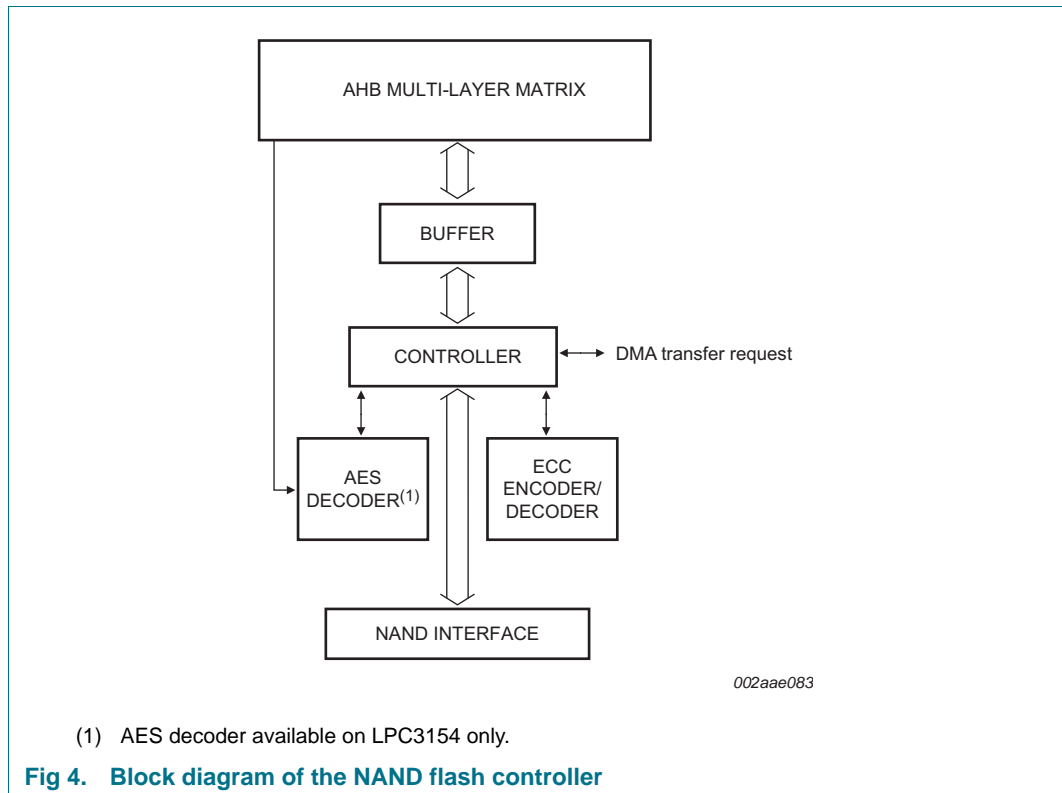 AHB MULTI-LAYER MATRIX
BUFFER
CONTROLLER
DMA transfer request
AES
DECODER(1)
ECC
ENCODER/
DECODER
NAND INTERFACE
002aae083
(1) AES decoder available on LPC3154 only.
Fig 4. Block diagram of the NAND flash controller